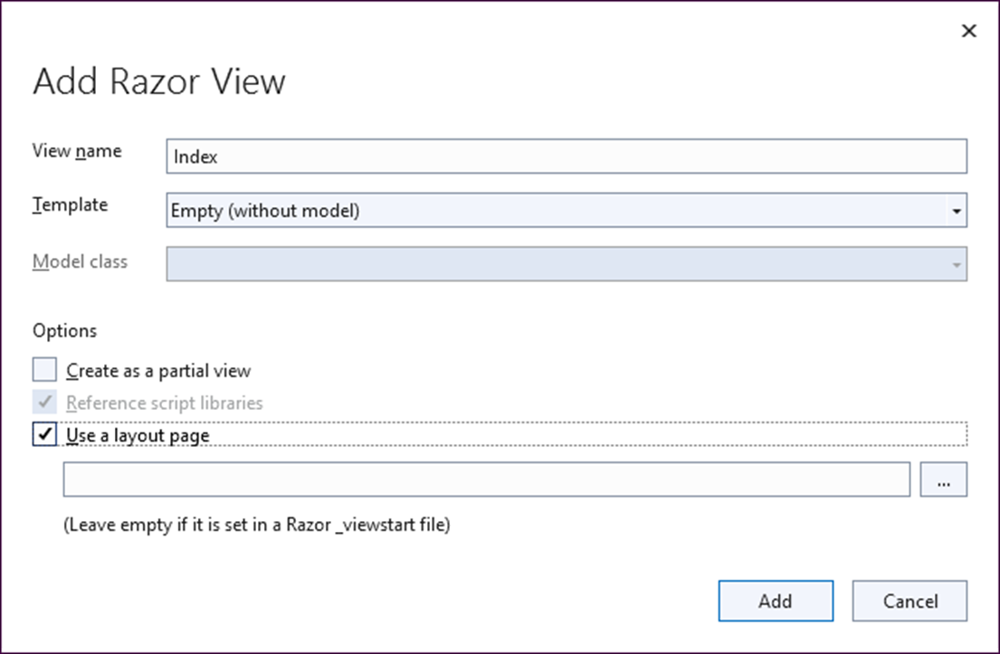 Add Razor View
View name
Index
Template
Empty (without model)
Model class
Options
Create as a partial view
Reference script libraries
Use a layout page
...
(Leave empty if it is set in a Razor _viewstart file)
Add
Cancel